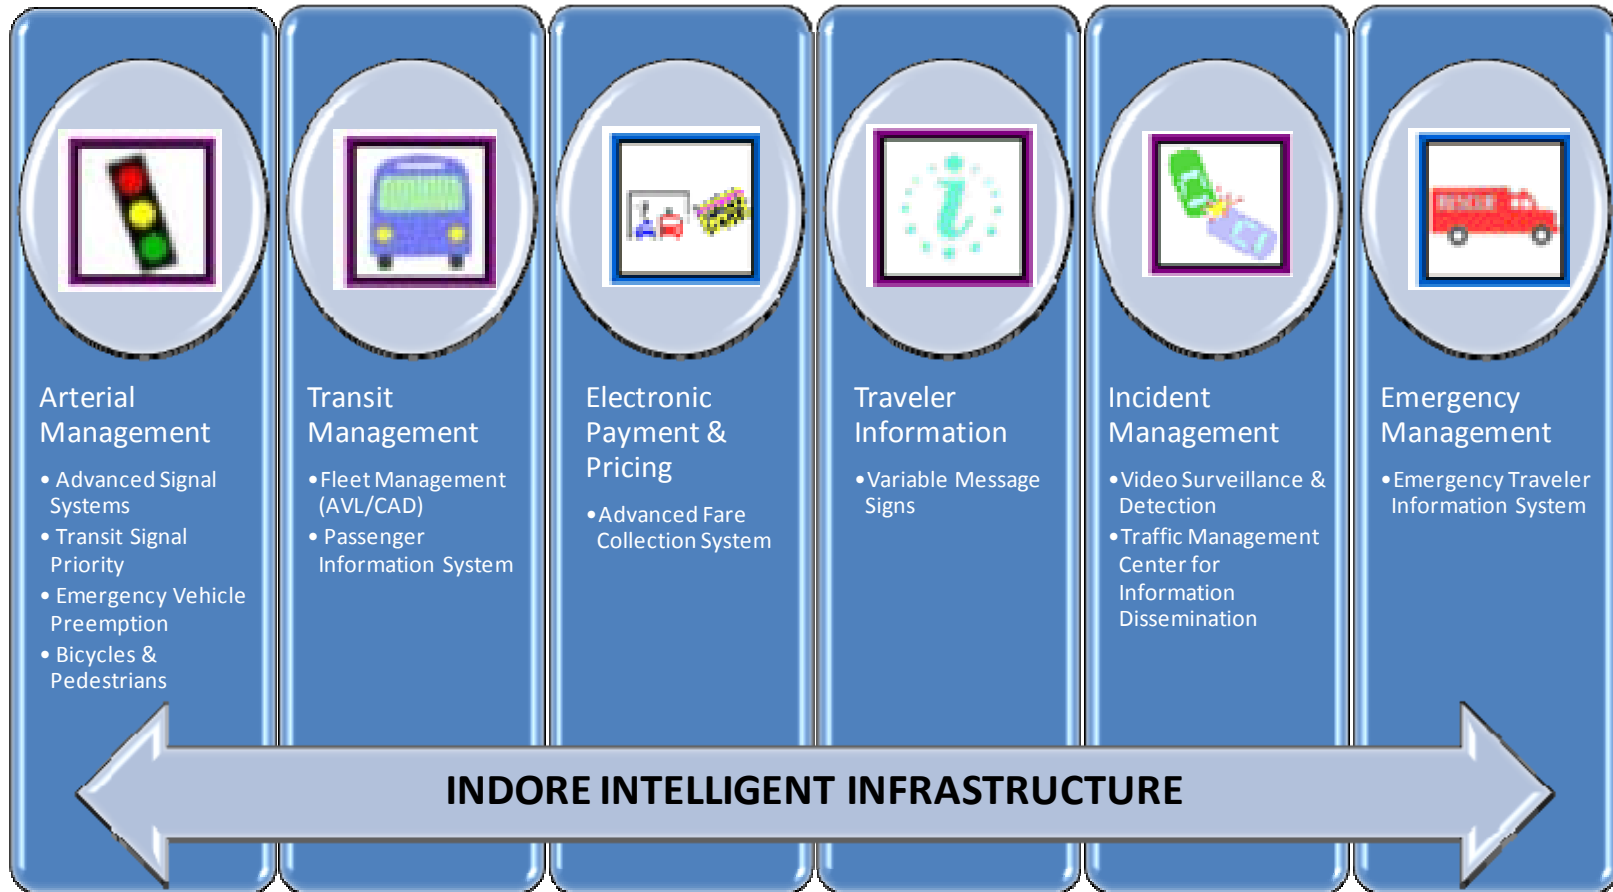 Arterial
Management
• Advanced Signal
Systems
• Transit Signal
Priority
• Emergency Vehicle
Preemption
• Bicycles &
Pedestrians
Transit
Management
•Fleet Management
(AVL/CAD)
• Passenger
Information System
Electronic
Payment &
Pricing
•Advanced Fare
Collection System
Traveler
Information
•Variable Message
Signs
Incident
Management
•Video Surveillance &
Detection
•Traffic Management
Center for
Information
Dissemination
RESCUE
Emergency
Management
•Emergency Traveler
Information System
INDORE INTELLIGENT INFRASTRUCTURE